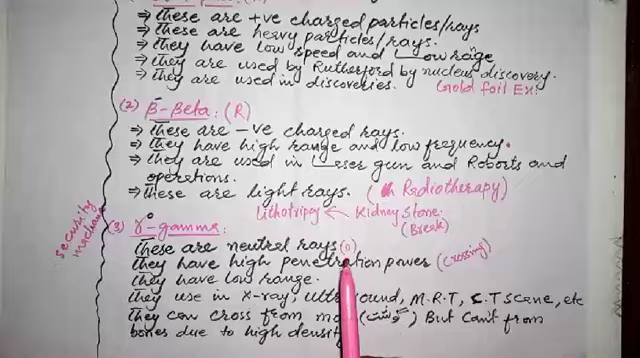 ⇒ These are +ve charged particles/rays
⇒ These are heavy particles/rays.
⇒ They have low speed and Low range
⇒ They are used by Rutherford by nucleus discovery.
⇒ They are used in discoveries. Gold foil Ex:
(2) β-Beta: (R)
⇒ These are -ve charged rays.
⇒ They have high range and low frequency.
⇒ They are used in Leser gun and Roborts and
operations.
⇒ These are light rays. (Radiotherapy)
Lithotripsy ← Kidney Stone
(Break)
security machine
(3) γ°-gamma:
These are neutral rays (0)
They have high penetration power (crossing)
They have low range.
They use in X-ray, ultra sound, M.R.T, C.T Scane, etc
They can cross from (گوشت) But Can't from
bones due to high density